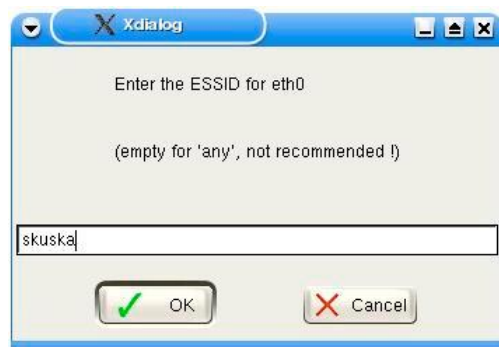 Xdialog
Enter the ESSID for eth0
(empty for 'any', not recommended !)
skuska
OK
Cancel